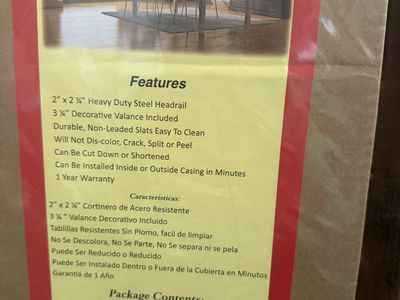 Features
2" x 2 ¼" Heavy Duty Steel Headrail
3 ¼" Decorative Valance Included
Durable, Non-Leaded Slats Easy To Clean
Will Not Dis-color, Crack, Split or Peel
Can Be Cut Down or Shortened
Can Be Installed Inside or Outside Casing in Minutes
1 Year Warranty
Características:
2" x 2 ¼" Cortinero de Acero Resistente
3 ¼ " Valance Decorativo Incluido
Tablillas Resistentes Sin Plomo, facil de limpiar
No Se Descolora, No Se Parte, No Se separa ni se pela
Puede Ser Reducido o Reducido
Puede Ser Instalado Dentro o Fuera de la Cubierta en Minutos
Garantiá de 1 Año
Package Contents: